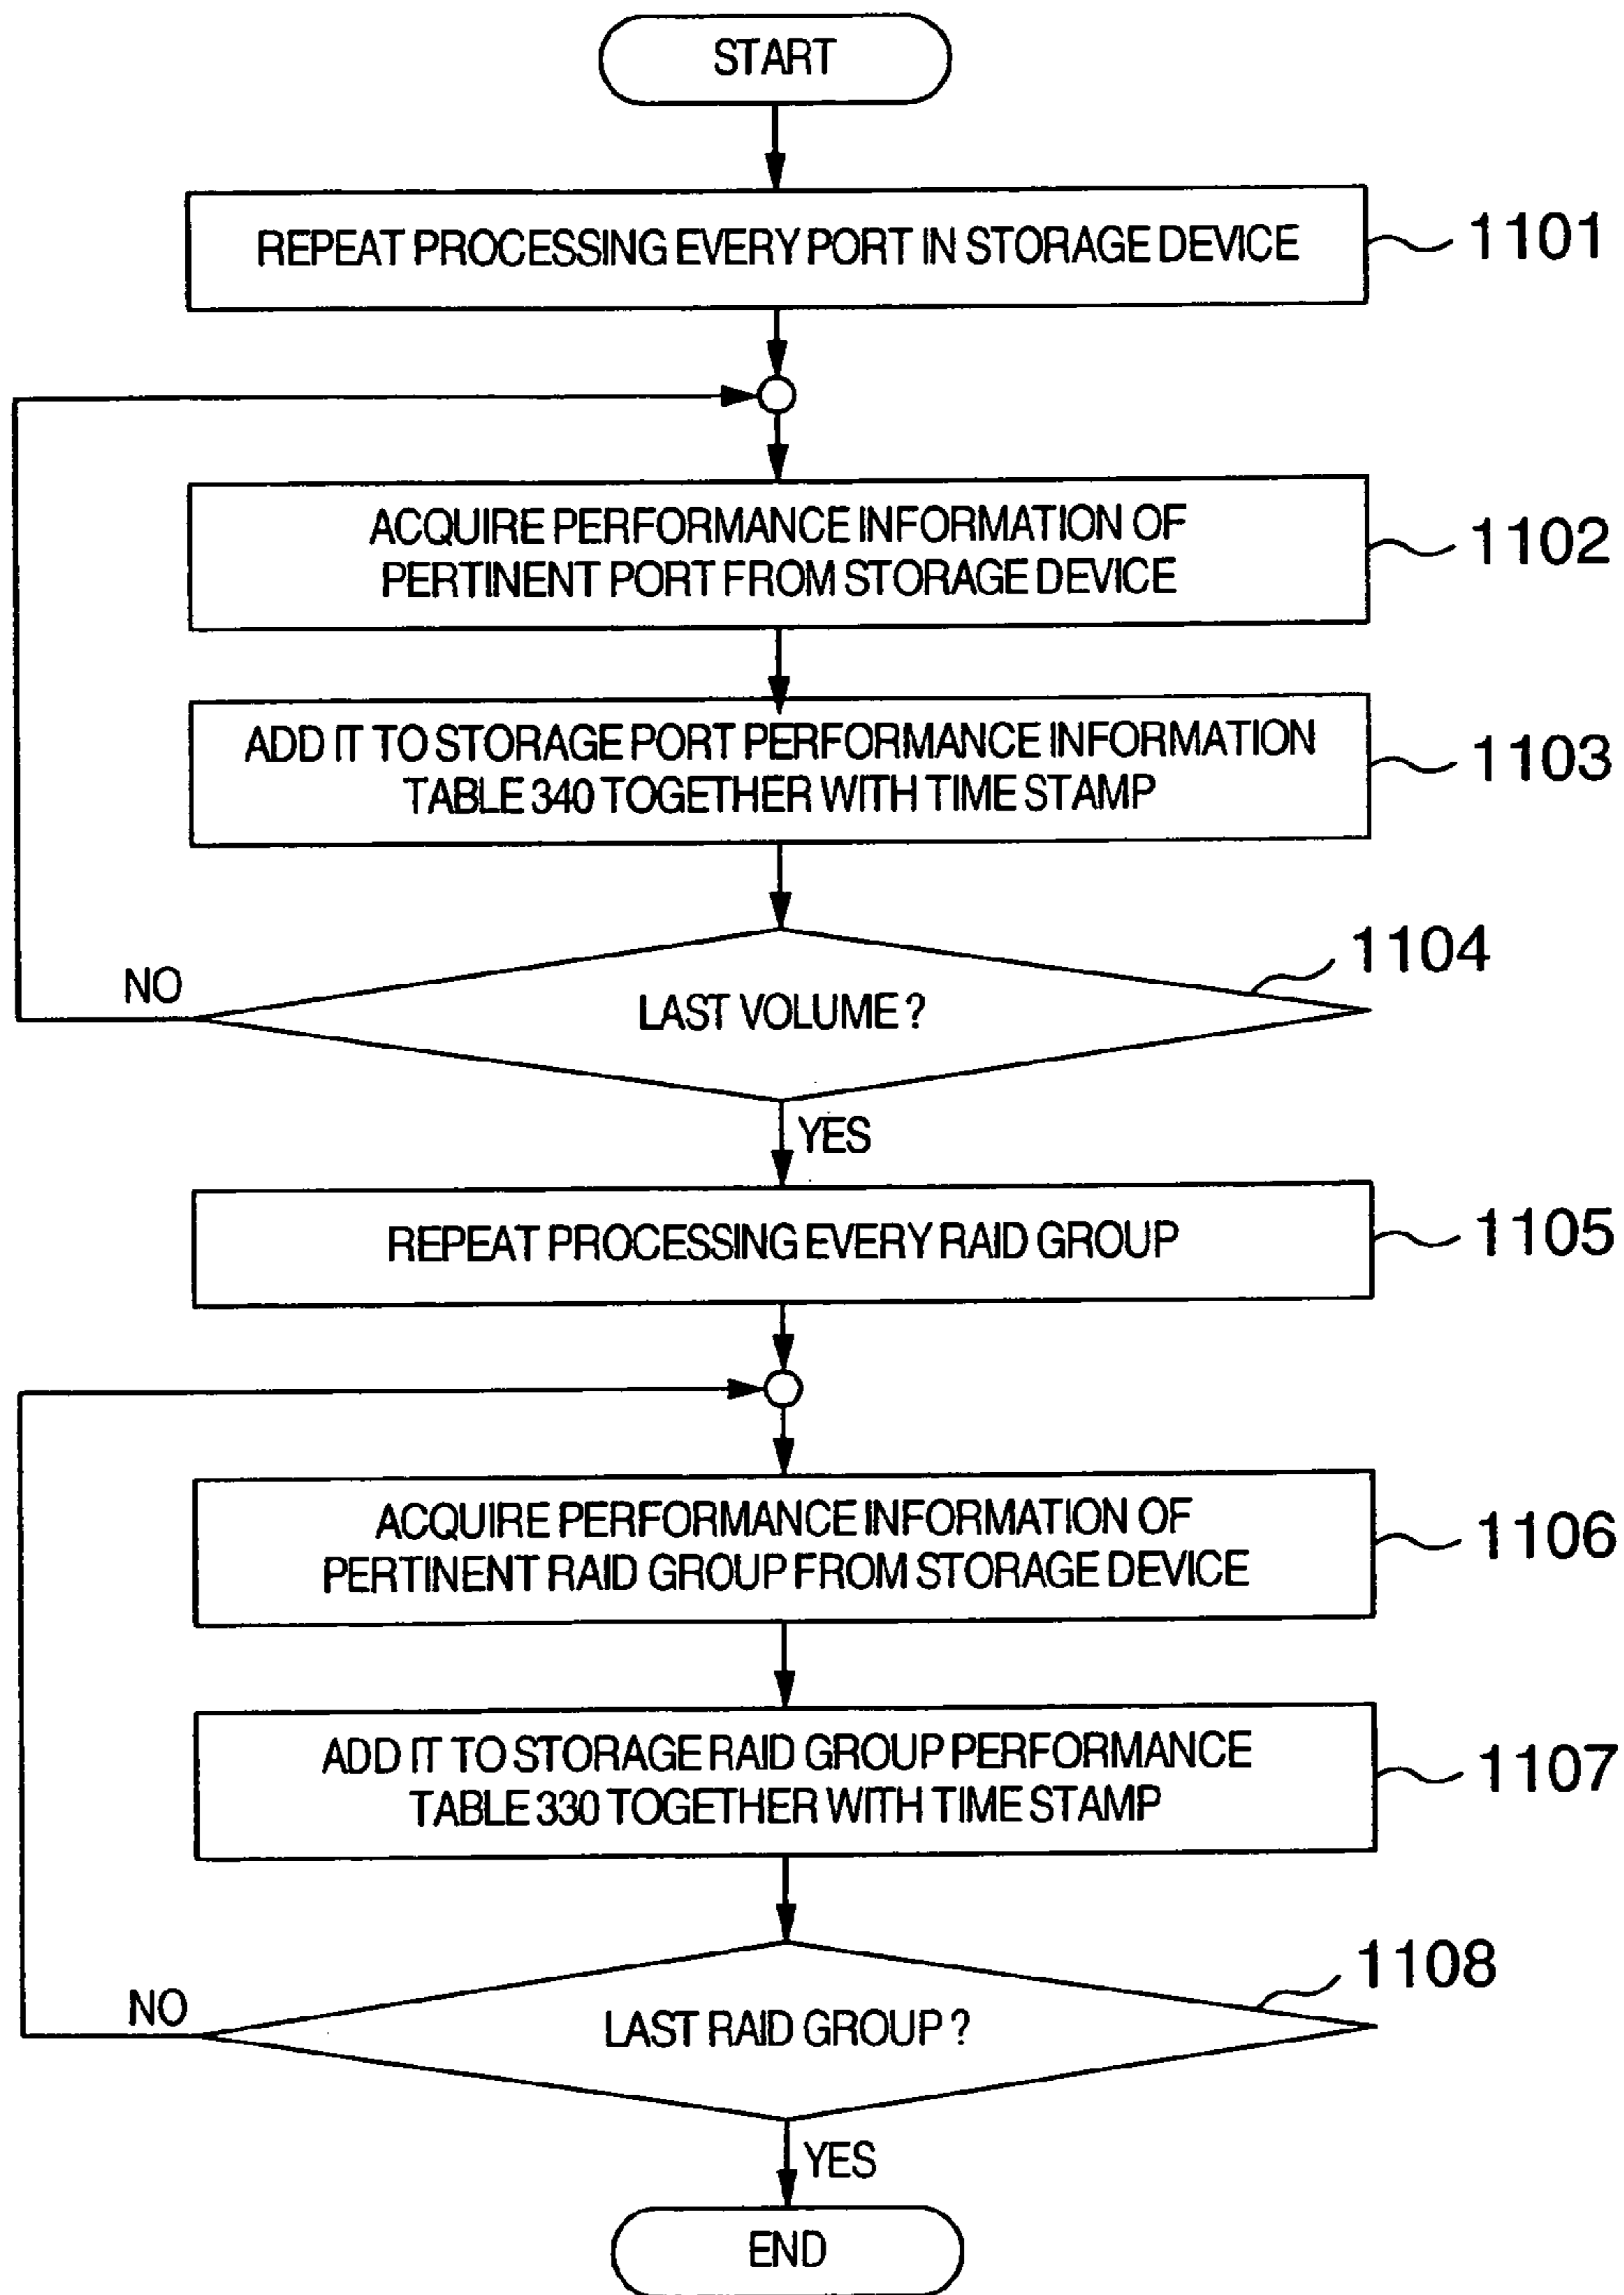 START
REPEAT PROCESSING EVERY PORT IN STORAGE DEVICE
1101
ACQUIRE PERFORMANCE INFORMATION OF
PERTINENT PORT FROM STORAGE DEVICE
1102
ADD IT TO STORAGE PORT PERFORMANCE INFORMATION
TABLE 340 TOGETHER WITH TIME STAMP
1103
1104
NO
LAST VOLUME ?
YES
REPEAT PROCESSING EVERY RAID GROUP
1105
ACQUIRE PERFORMANCE INFORMATION OF
PERTINENT RAID GROUP FROM STORAGE DEVICE
1106
ADD IT TO STORAGE RAID GROUP PERFORMANCE
TABLE 330 TOGETHER WITH TIME STAMP
1107
1108
NO
LAST RAID GROUP ?
YES
END